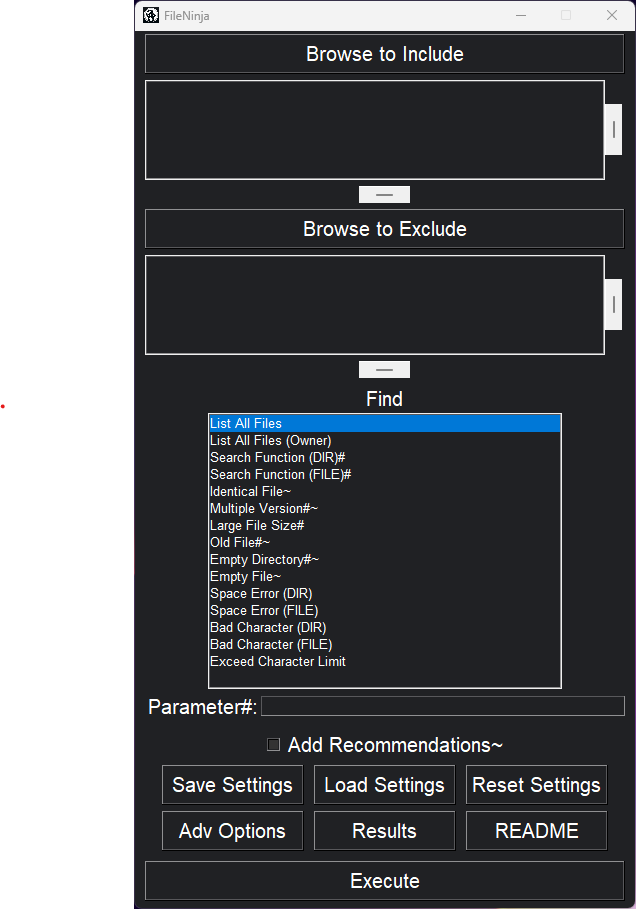 FileNinja
Browse to Include
Browse to Exclude
Find
List All Files
List All Files (Owner)
Search Function (DIR)#
Search Function (FILE)#
Identical File~
Multiple Version#~
Large File Size#
Old File#~
Empty Directory#~
Empty File~
Space Error (DIR)
Space Error (FILE)
Bad Character (DIR)
Bad Character (FILE)
Exceed Character Limit
Parameter#:
Add Recommendations~
Save Settings Load Settings Reset Settings
Adv Options Results README
Execute